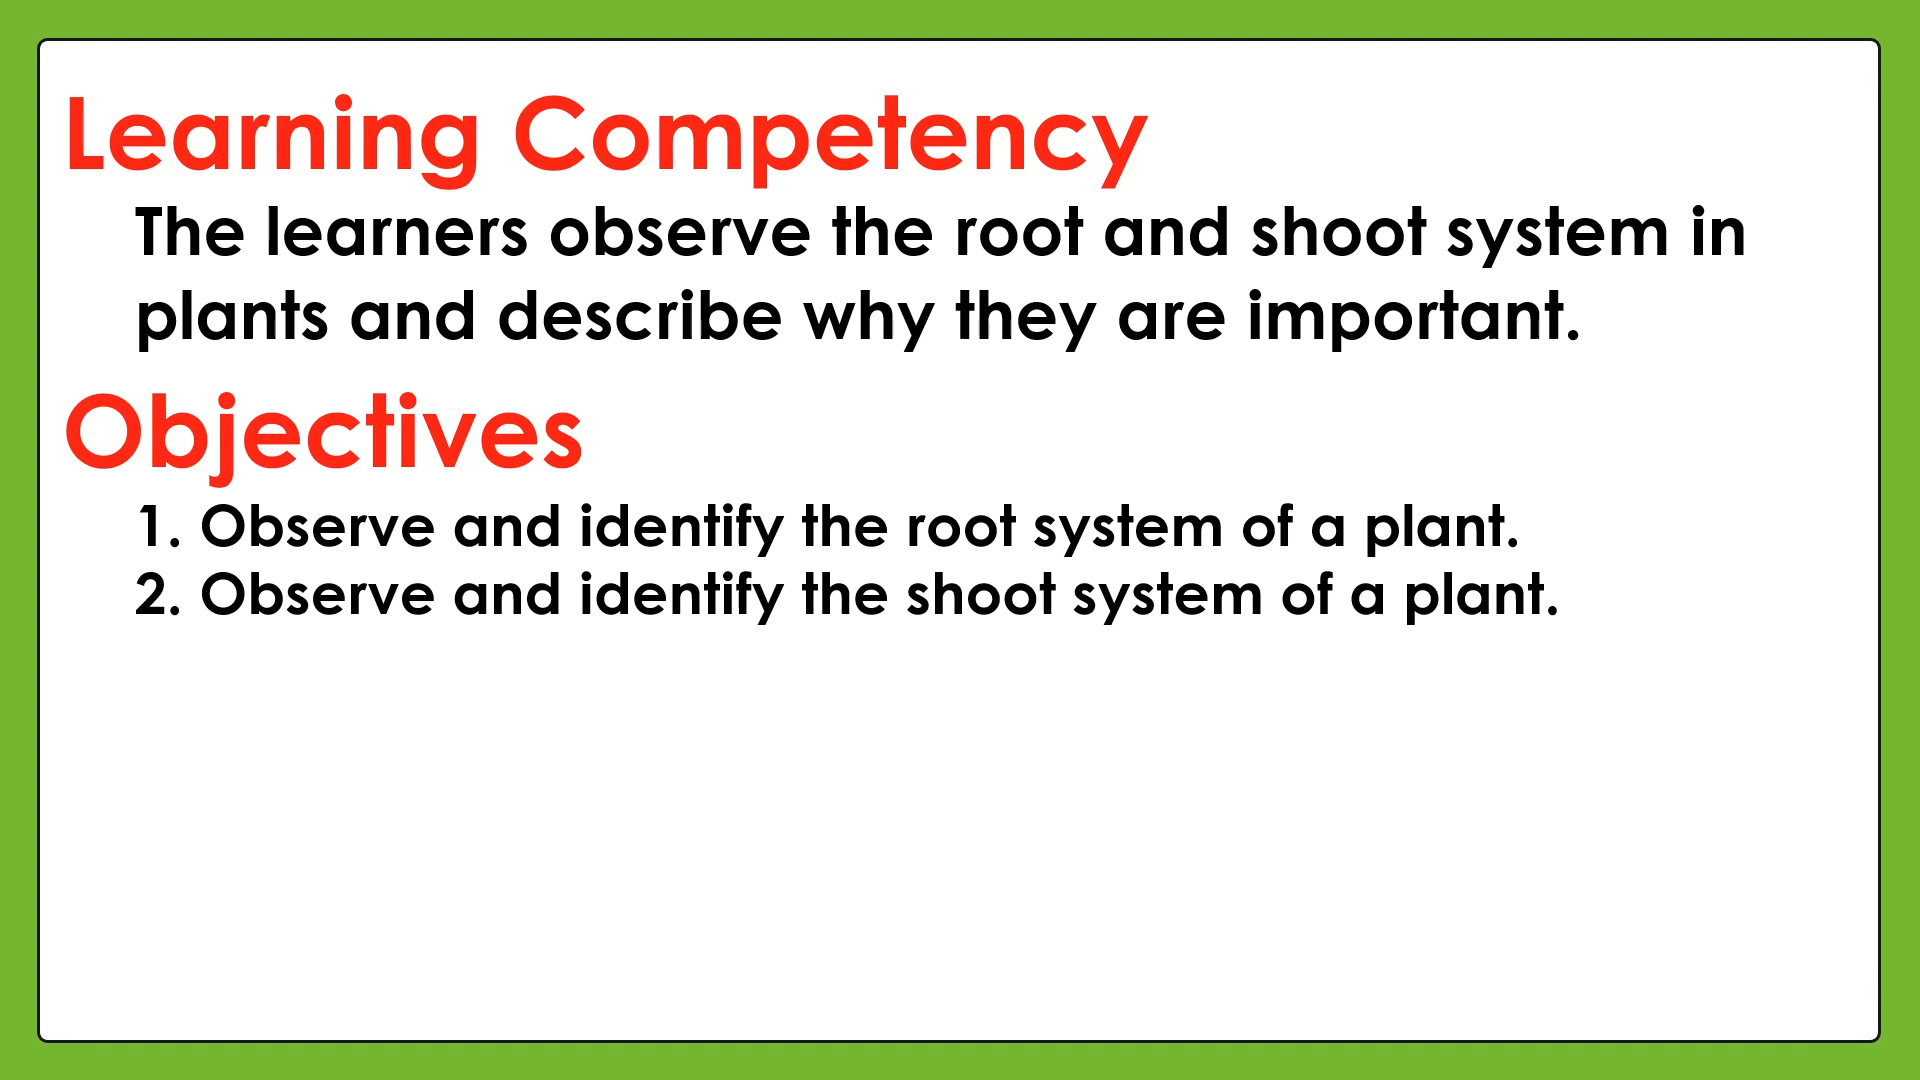 Learning Competency
The learners observe the root and shoot system in
plants and describe why they are important.
Objectives
1. Observe and identify the root system of a plant.
2. Observe and identify the shoot system of a plant.